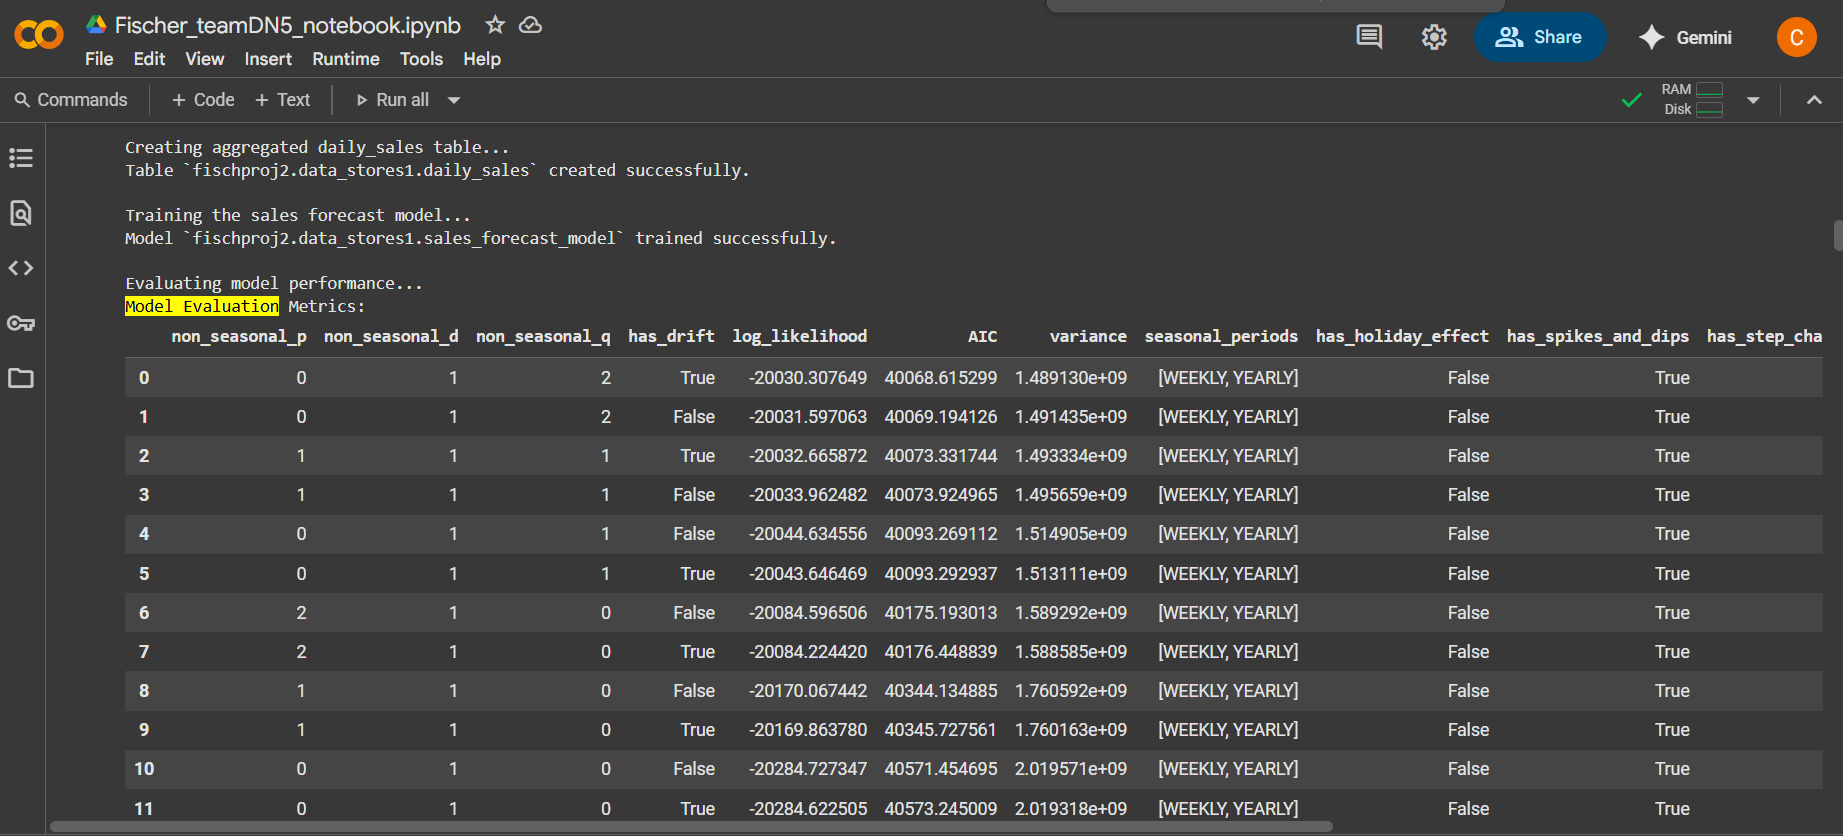 Fischer_teamDN5_notebook.ipynb
File Edit View Insert Runtime Tools Help
Share
Gemini
C
Commands + Code + Text Run all
RAM
Disk
Creating aggregated daily_sales table...
Table `fischproj2.data_stores1.daily_sales` created successfully.
Training the sales forecast model...
Model `fischproj2.data_stores1.sales_forecast_model` trained successfully.
Evaluating model performance...
Model Evaluation Metrics:
non_seasonal_p non_seasonal_d non_seasonal_q has_drift log_likelihood AIC variance seasonal_periods has_holiday_effect has_spikes_and_dips has_step_cha
0 0 1 2 True -20030.307649 40068.615299 1.489130e+09 [WEEKLY, YEARLY] False True
1 0 1 2 False -20031.597063 40069.194126 1.491435e+09 [WEEKLY, YEARLY] False True
2 1 1 1 True -20032.665872 40073.331744 1.493334e+09 [WEEKLY, YEARLY] False True
3 1 1 1 False -20033.962482 40073.924965 1.495659e+09 [WEEKLY, YEARLY] False True
4 0 1 1 False -20044.634556 40093.269112 1.514905e+09 [WEEKLY, YEARLY] False True
5 0 1 1 True -20043.646469 40093.292937 1.513111e+09 [WEEKLY, YEARLY] False True
6 2 1 0 False -20084.596506 40175.193013 1.589292e+09 [WEEKLY, YEARLY] False True
7 2 1 0 True -20084.224420 40176.448839 1.588585e+09 [WEEKLY, YEARLY] False True
8 1 1 0 False -20170.067442 40344.134885 1.760592e+09 [WEEKLY, YEARLY] False True
9 1 1 0 True -20169.863780 40345.727561 1.760163e+09 [WEEKLY, YEARLY] False True
10 0 1 0 False -20284.727347 40571.454695 2.019571e+09 [WEEKLY, YEARLY] False True
11 0 1 0 True -20284.622505 40573.245009 2.019318e+09 [WEEKLY, YEARLY] False True